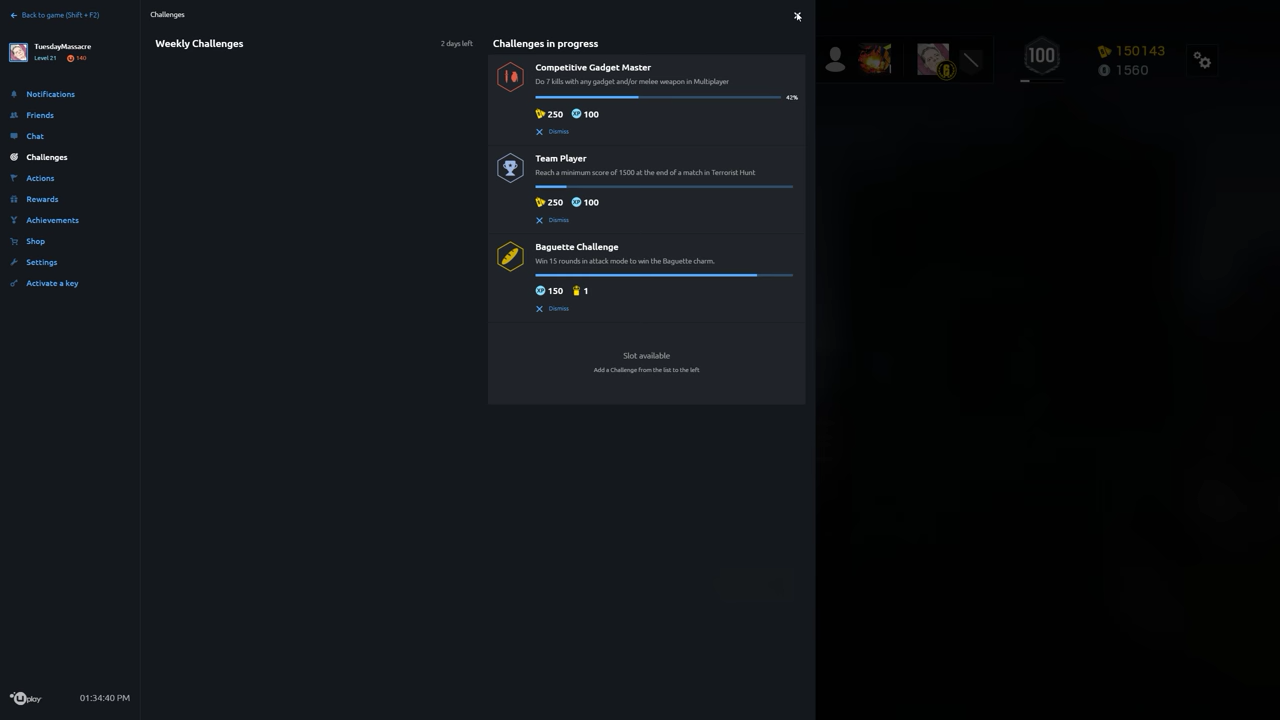 Back to game (Shift + F2)
Challenges
TuesdayMassacre
Level 21
140
Weekly Challenges
2 days left
Challenges in progress
Notifications
Friends
Chat
Challenges
Actions
Rewards
Achievements
Shop
Settings
Activate a key
Competitive Gadget Master
Do 7 kills with any gadget and/or melee weapon in Multiplayer
42%
250 XP 100
Dismiss
Team Player
Reach a minimum score of 1500 at the end of a match in Terrorist Hunt
250 XP 100
Dismiss
Baguette Challenge
Win 15 rounds in attack mode to win the Baguette charm.
XP 150 1
Dismiss
Slot available
Add a Challenge from the list to the left
100
150143
1560
uplay
01:34:40 PM